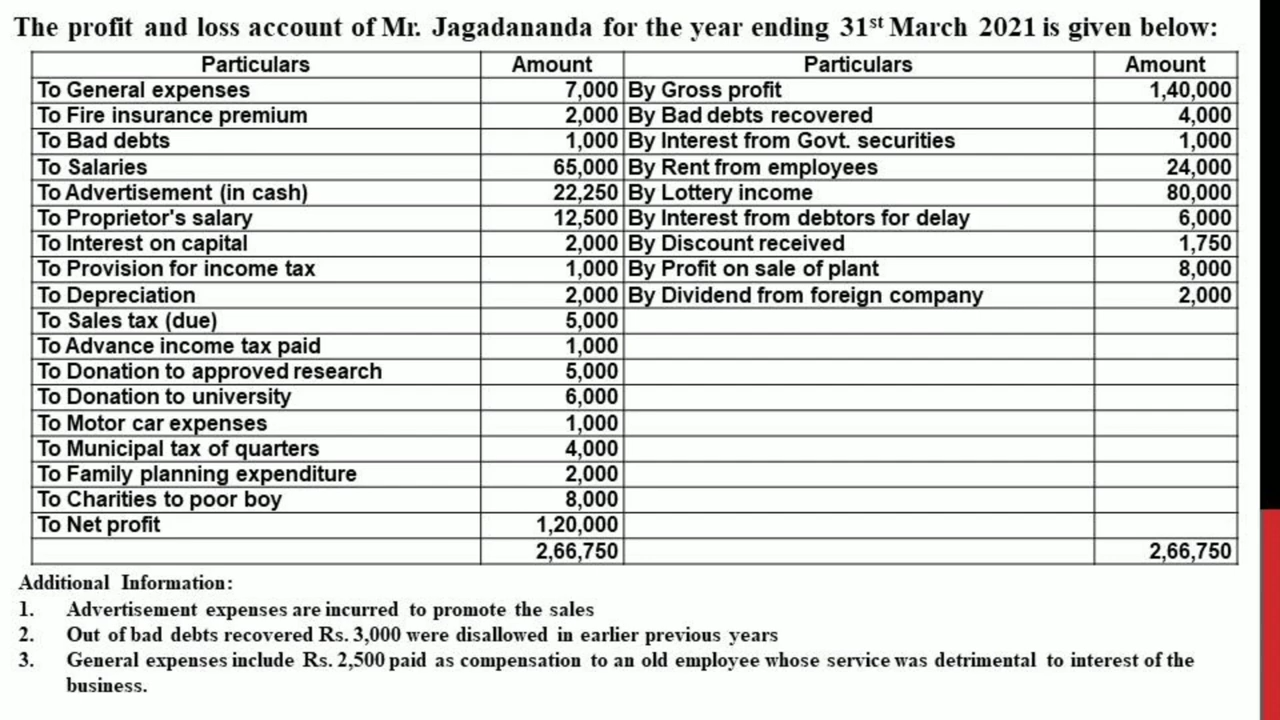 The profit and loss account of Mr. Jagadananda for the year ending 31st March 2021 is given below:
Particulars Amount Particulars Amount
To General expenses 7,000 By Gross profit 1,40,000
To Fire insurance premium 2,000 By Bad debts recovered 4,000
To Bad debts 1,000 By Interest from Govt. securities 1,000
To Salaries 65,000 By Rent from employees 24,000
To Advertisement (in cash) 22,250 By Lottery income 80,000
To Proprietor's salary 12,500 By Interest from debtors for delay 6,000
To Interest on capital 2,000 By Discount received 1,750
To Provision for income tax 1,000 By Profit on sale of plant 8,000
To Depreciation 2,000 By Dividend from foreign company 2,000
To Sales tax (due) 5,000
To Advance income tax paid 1,000
To Donation to approved research 5,000
To Donation to university 6,000
To Motor car expenses 1,000
To Municipal tax of quarters 4,000
To Family planning expenditure 2,000
To Charities to poor boy 8,000
To Net profit 1,20,000
2,66,750 2,66,750
Additional Information:
1. Advertisement expenses are incurred to promote the sales
2. Out of bad debts recovered Rs. 3,000 were disallowed in earlier previous years
3. General expenses include Rs. 2,500 paid as compensation to an old employee whose service was detrimental to interest of the
business.